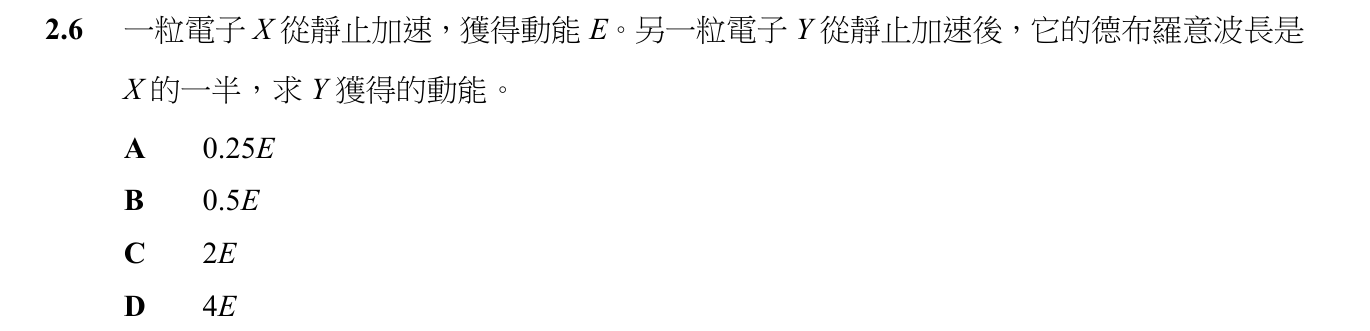 2.6 一粒電子 X 從靜止加速，獲得動能 E。另一粒電子 Y 從靜止加速後，它的德布羅意波長是
X 的一半，求 Y 獲得的動能。
A 0.25E
B 0.5E
C 2E
D 4E